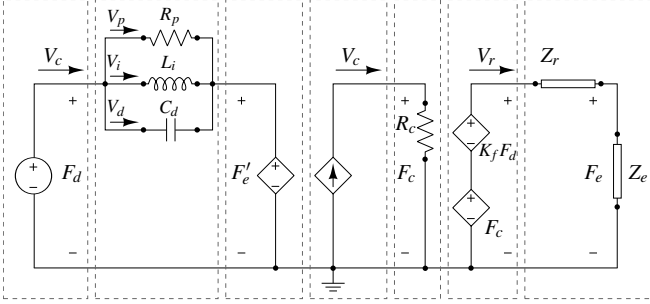 V_p R_p
V_c V_i L_i V_c V_r Z_r
V_d C_d
+ + + +
R_c
+ − F_d + − F_e′ F_c + − K_f F_d F_e Z_e
+ − F_c
− − − −